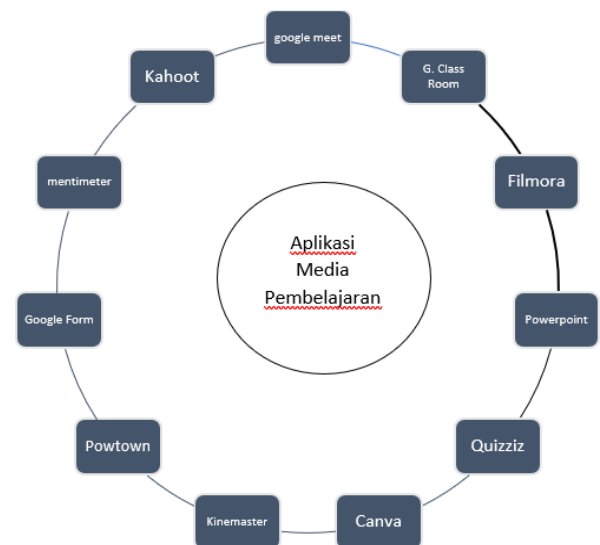 google meet
G. Class
Room
Filmora
Powerpoint
Quizziz
Canva
Kinemaster
Powtown
Google Form
mentimeter
Kahoot
Aplikasi
Media
Pembelajaran